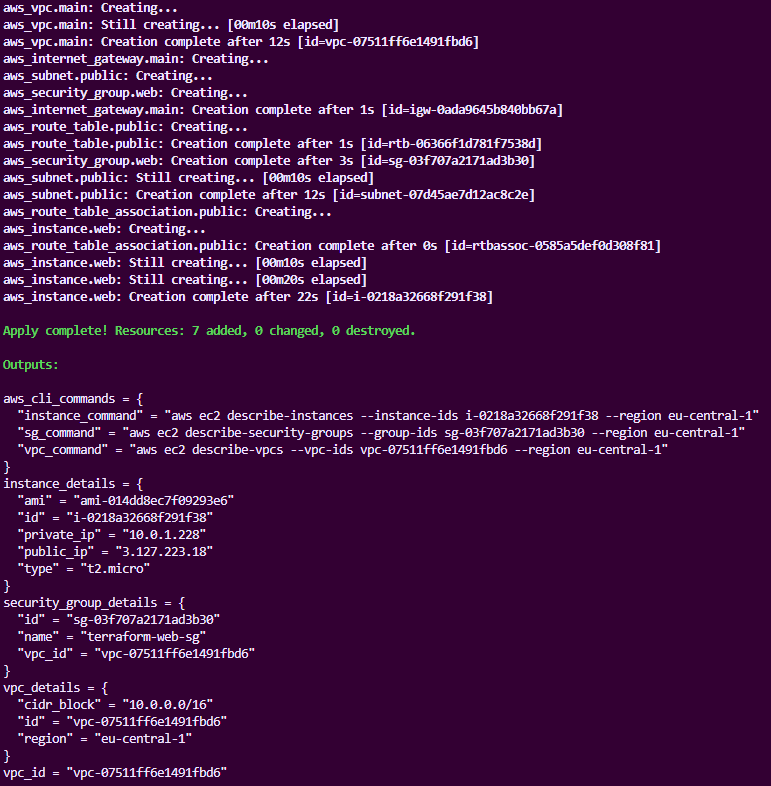 aws_vpc.main: Creating...
aws_vpc.main: Still creating... [00m10s elapsed]
aws_vpc.main: Creation complete after 12s [id=vpc-07511ff6e1491fbd6]
aws_internet_gateway.main: Creating...
aws_subnet.public: Creating...
aws_security_group.web: Creating...
aws_internet_gateway.main: Creation complete after 1s [id=igw-0ada9645b840bb67a]
aws_route_table.public: Creating...
aws_route_table.public: Creation complete after 1s [id=rtb-06366f1d781f7538d]
aws_security_group.web: Creation complete after 3s [id=sg-03f707a2171ad3b30]
aws_subnet.public: Still creating... [00m10s elapsed]
aws_subnet.public: Creation complete after 12s [id=subnet-07d45ae7d12ac8c2e]
aws_route_table_association.public: Creating...
aws_instance.web: Creating...
aws_route_table_association.public: Creation complete after 0s [id=rtbassoc-0585a5def0d308f81]
aws_instance.web: Still creating... [00m10s elapsed]
aws_instance.web: Still creating... [00m20s elapsed]
aws_instance.web: Creation complete after 22s [id=i-0218a32668f291f38]
Apply complete! Resources: 7 added, 0 changed, 0 destroyed.
Outputs:
aws_cli_commands = {
  "instance_command" = "aws ec2 describe-instances --instance-ids i-0218a32668f291f38 --region eu-central-1"
  "sg_command" = "aws ec2 describe-security-groups --group-ids sg-03f707a2171ad3b30 --region eu-central-1"
  "vpc_command" = "aws ec2 describe-vpcs --vpc-ids vpc-07511ff6e1491fbd6 --region eu-central-1"
}
instance_details = {
  "ami" = "ami-014dd8ec7f09293e6"
  "id" = "i-0218a32668f291f38"
  "private_ip" = "10.0.1.228"
  "public_ip" = "3.127.223.18"
  "type" = "t2.micro"
}
security_group_details = {
  "id" = "sg-03f707a2171ad3b30"
  "name" = "terraform-web-sg"
  "vpc_id" = "vpc-07511ff6e1491fbd6"
}
vpc_details = {
  "cidr_block" = "10.0.0.0/16"
  "id" = "vpc-07511ff6e1491fbd6"
  "region" = "eu-central-1"
}
vpc_id = "vpc-07511ff6e1491fbd6"